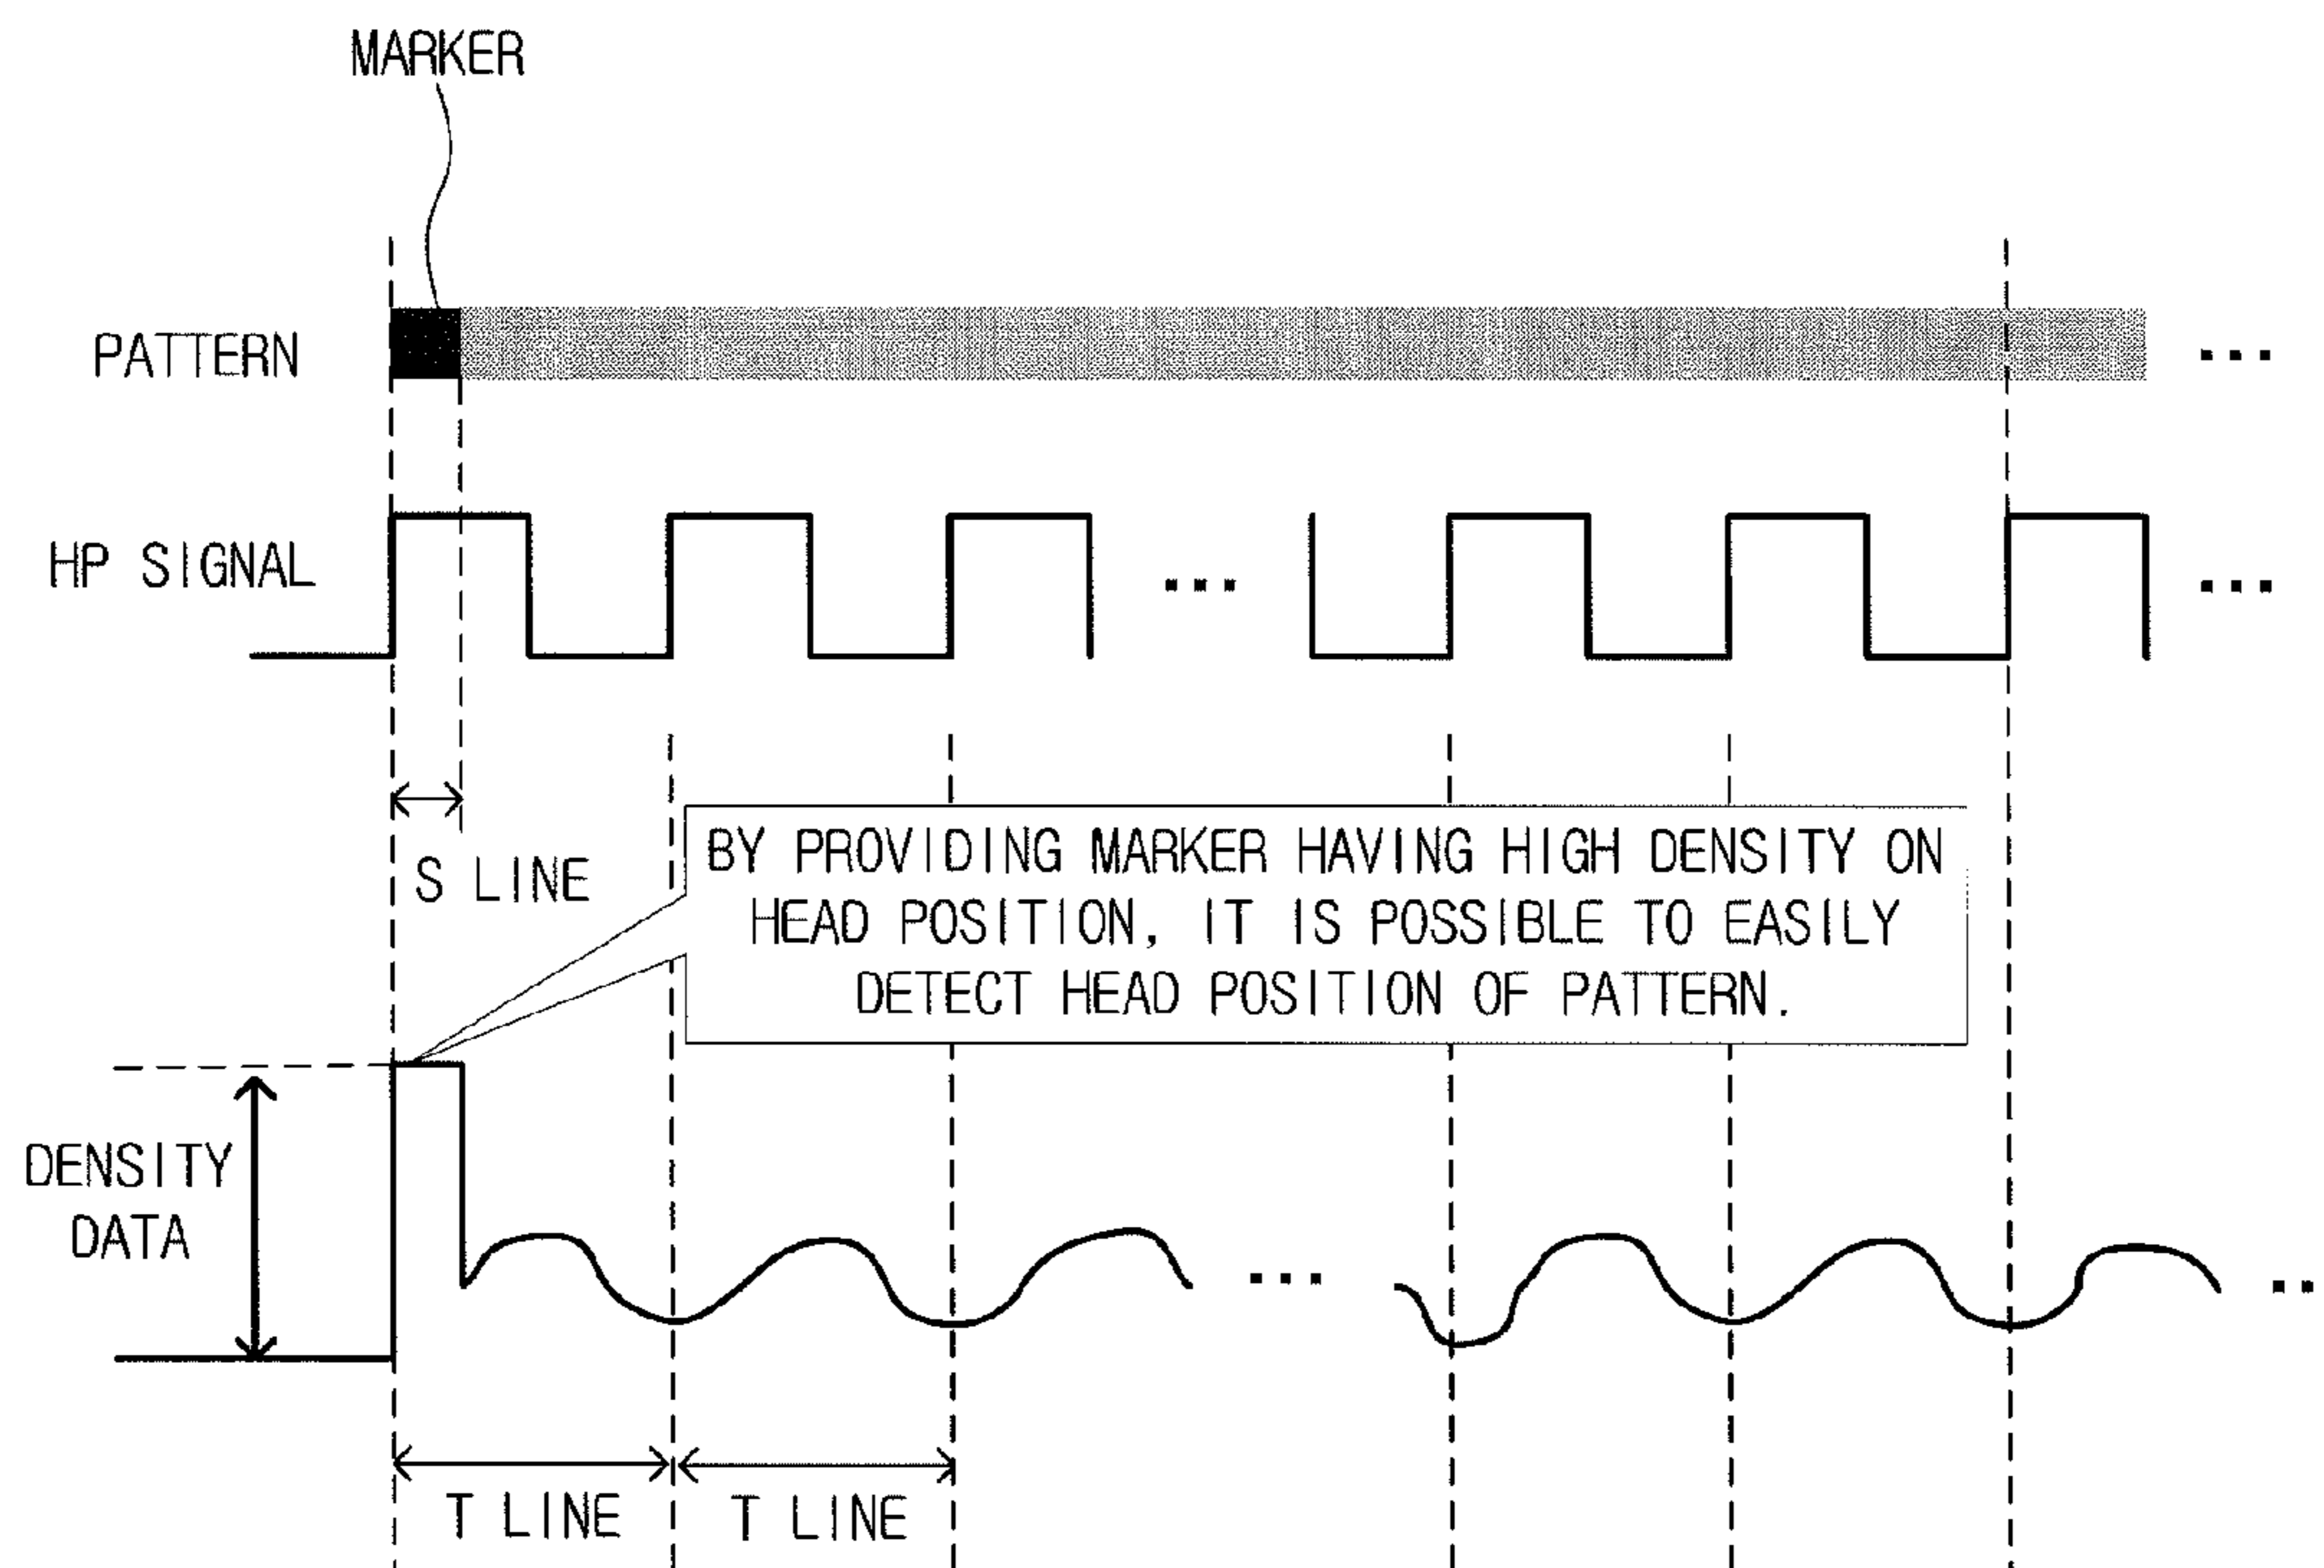 MARKER
PATTERN
...
HP SIGNAL
...
...
S LINE
BY PROVIDING MARKER HAVING HIGH DENSITY ON
HEAD POSITION, IT IS POSSIBLE TO EASILY
DETECT HEAD POSITION OF PATTERN.
DENSITY
DATA
...
..
T LINE
T LINE